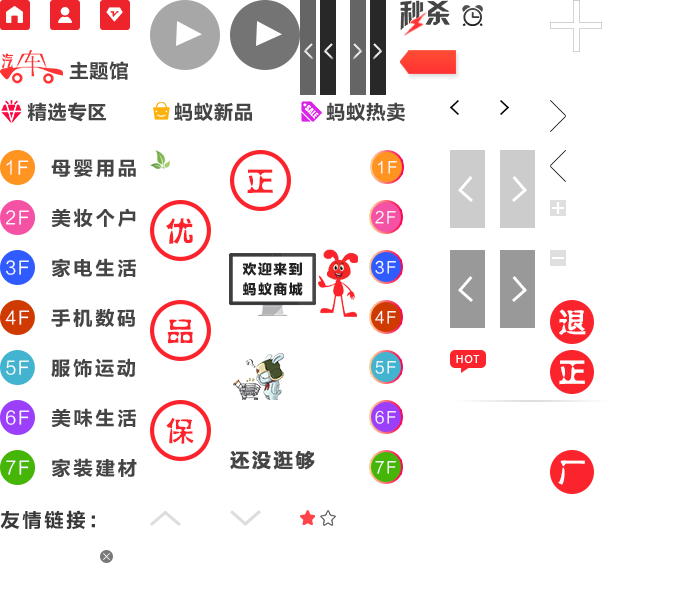 秒杀
汽车 主题馆
精选专区 蚂蚁新品 SALE 蚂蚁热卖
1F 母婴用品 正 1F
2F 美妆个户 优 2F
3F 家电生活 欢迎来到 3F
蚂蚁商城
4F 手机数码 品 4F 退
5F 服饰运动 5F HOT 正
6F 美味生活 保 6F
7F 家装建材 还没逛够 7F 厂
友情链接：